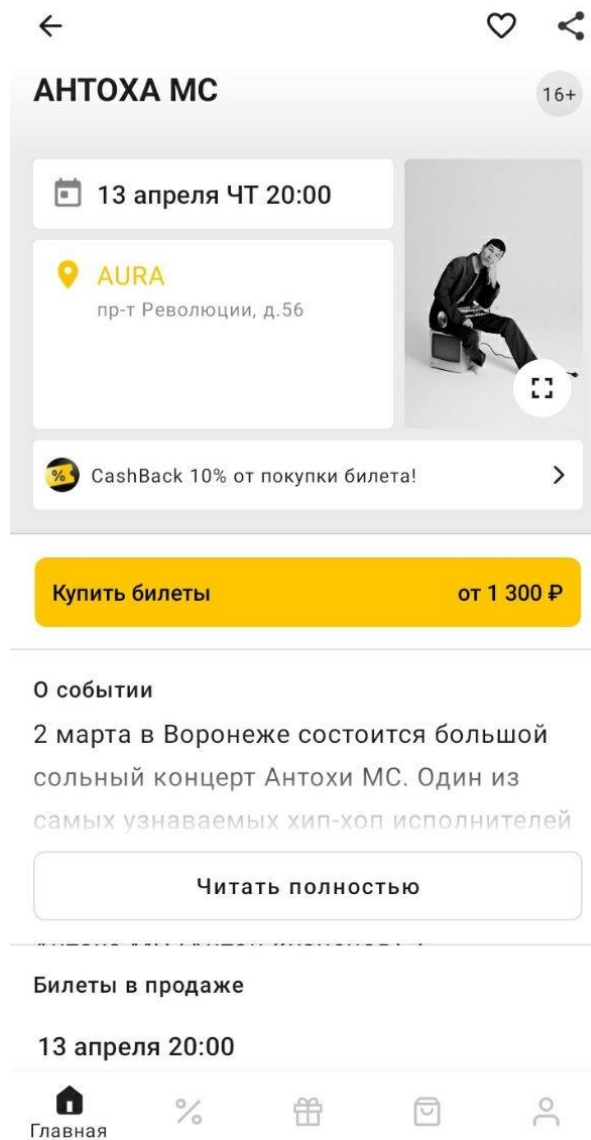 АНТОХА МС
16+
13 апреля ЧТ 20:00
AURA
пр-т Революции, д.56
%
CashBack 10% от покупки билета!
Купить билеты
от 1 300 ₽
О событии
2 марта в Воронеже состоится большой
сольный концерт Антохи МС. Один из
самых узнаваемых хип-хоп исполнителей
Читать полностью
Билеты в продаже
13 апреля 20:00
Главная